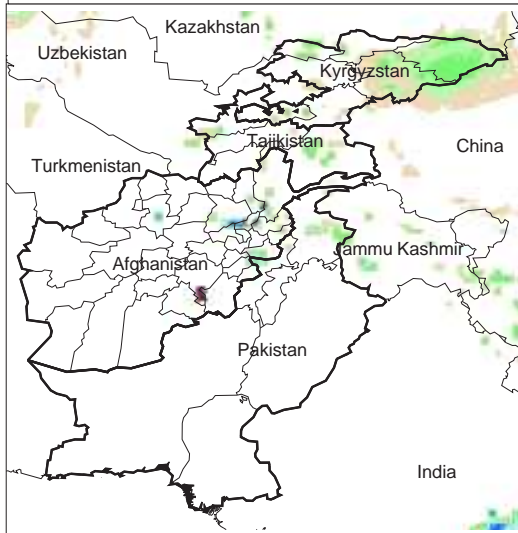 Kazakhstan
Uzbekistan
Kyrgyzstan
Tajikistan
China
Turkmenistan
Jammu Kashmir
Afghanistan
Pakistan
India